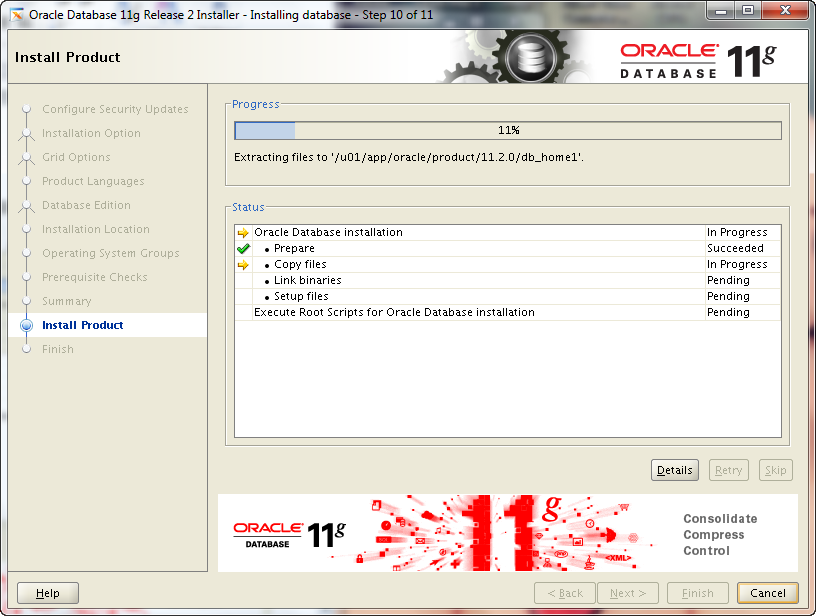 Oracle Database 11g Release 2 Installer - Installing database - Step 10 of 11
Install Product
ORACLE
DATABASE
11g
Configure Security Updates
Installation Option
Grid Options
Product Languages
Database Edition
Installation Location
Operating System Groups
Prerequisite Checks
Summary
Install Product
Finish
Progress
11%
Extracting files to '/u01/app/oracle/product/11.2.0/db_home1'.
Status
Oracle Database installation In Progress
• Prepare Succeeded
• Copy files In Progress
• Link binaries Pending
• Setup files Pending
Execute Root Scripts for Oracle Database installation Pending
Details Retry Skip
ORACLE
DATABASE
11g
11g
<XML>
Consolidate
Compress
Control
Help < Back Next > Finish Cancel